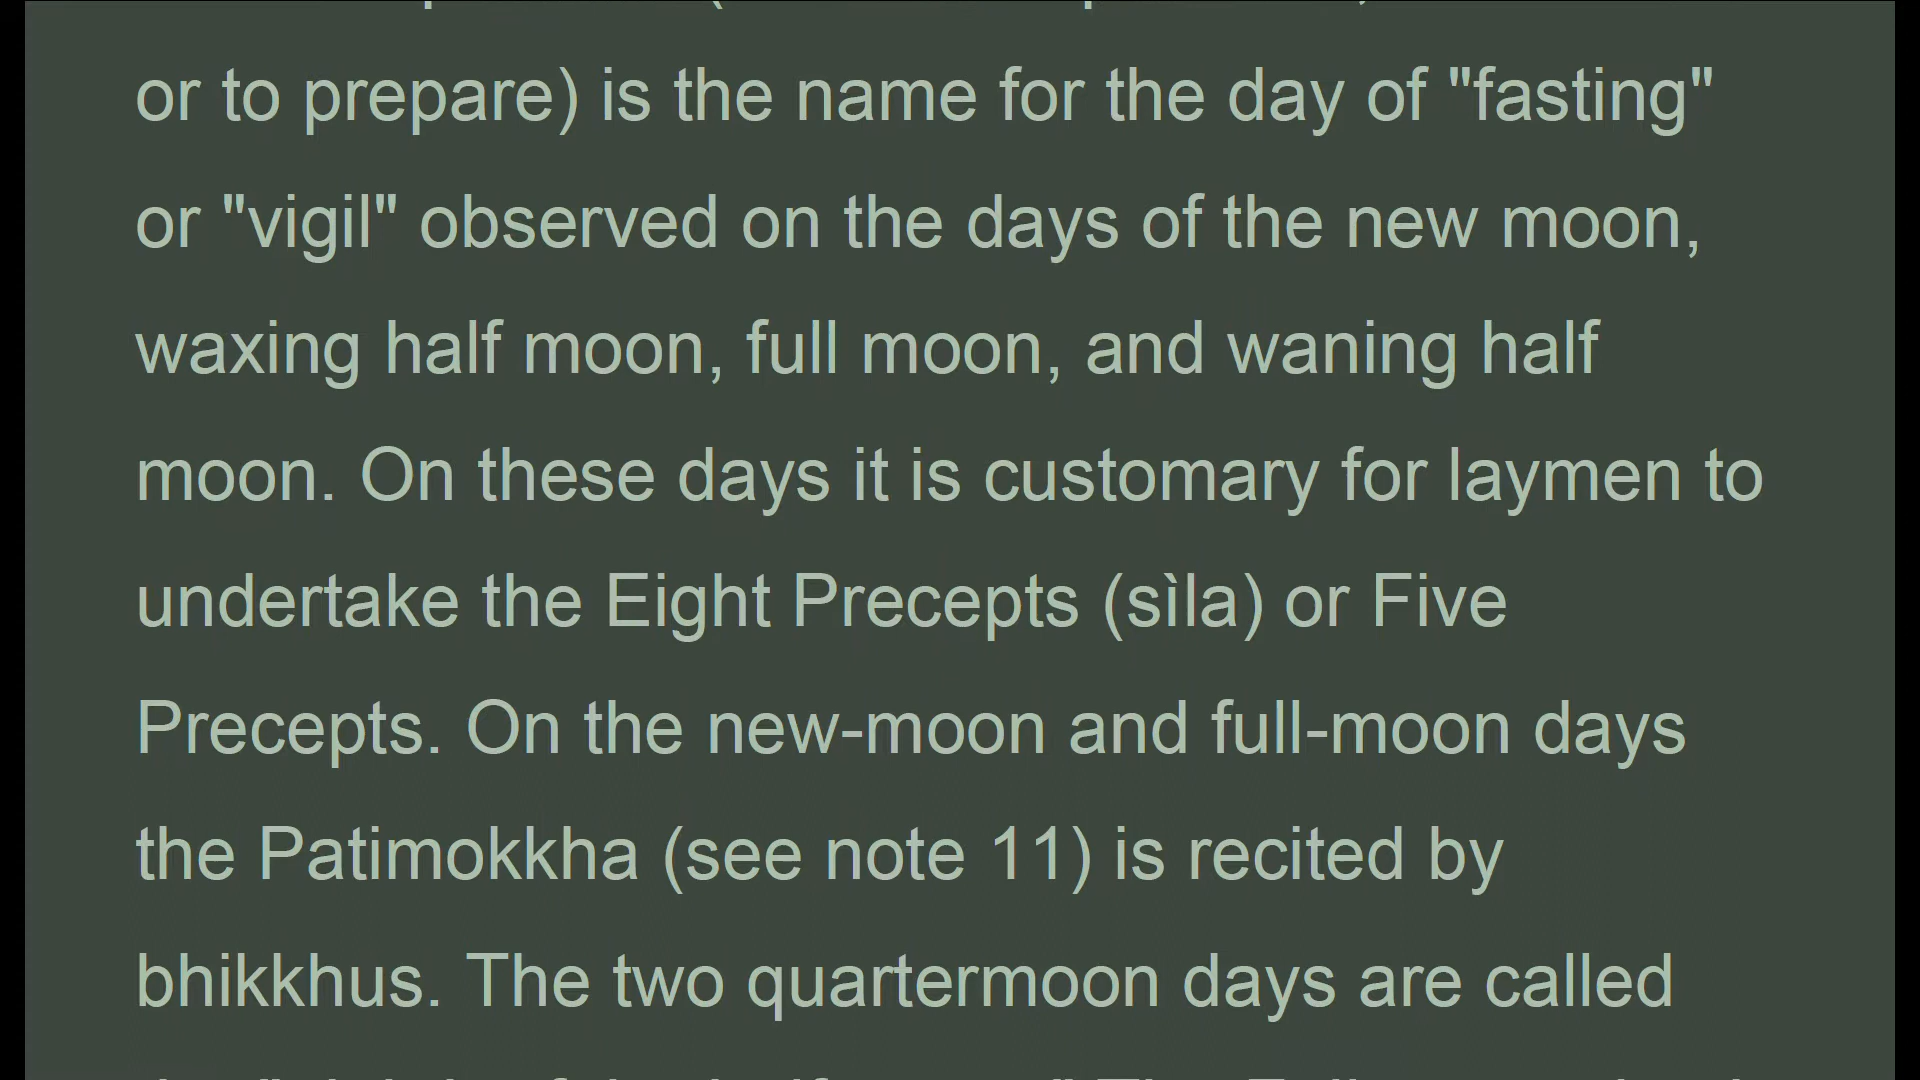 or to prepare) is the name for the day of "fasting"
or "vigil" observed on the days of the new moon,
waxing half moon, full moon, and waning half
moon. On these days it is customary for laymen to
undertake the Eight Precepts (sìla) or Five
Precepts. On the new-moon and full-moon days
the Patimokkha (see note 11) is recited by
bhikkhus. The two quartermoon days are called